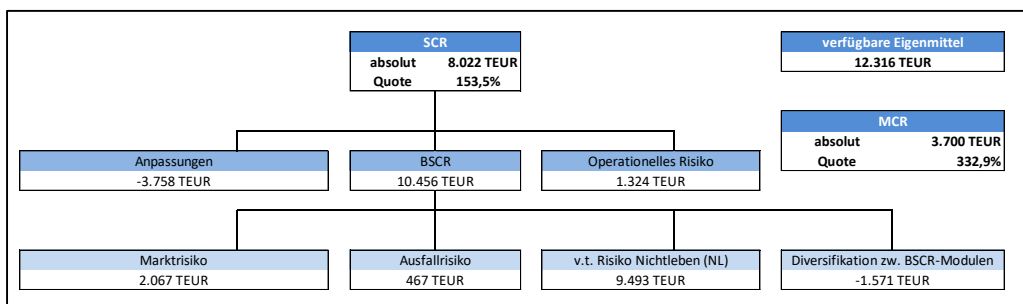 SCR
absolut 8.022 TEUR
Quote 153,5%
verfügbare Eigenmittel
12.316 TEUR
MCR
absolut 3.700 TEUR
Quote 332,9%
Anpassungen
-3.758 TEUR
BSCR
10.456 TEUR
Operationelles Risiko
1.324 TEUR
Marktrisiko
2.067 TEUR
Ausfallrisiko
467 TEUR
v.t. Risiko Nichtleben (NL)
9.493 TEUR
Diversifikation zw. BSCR-Modulen
-1.571 TEUR